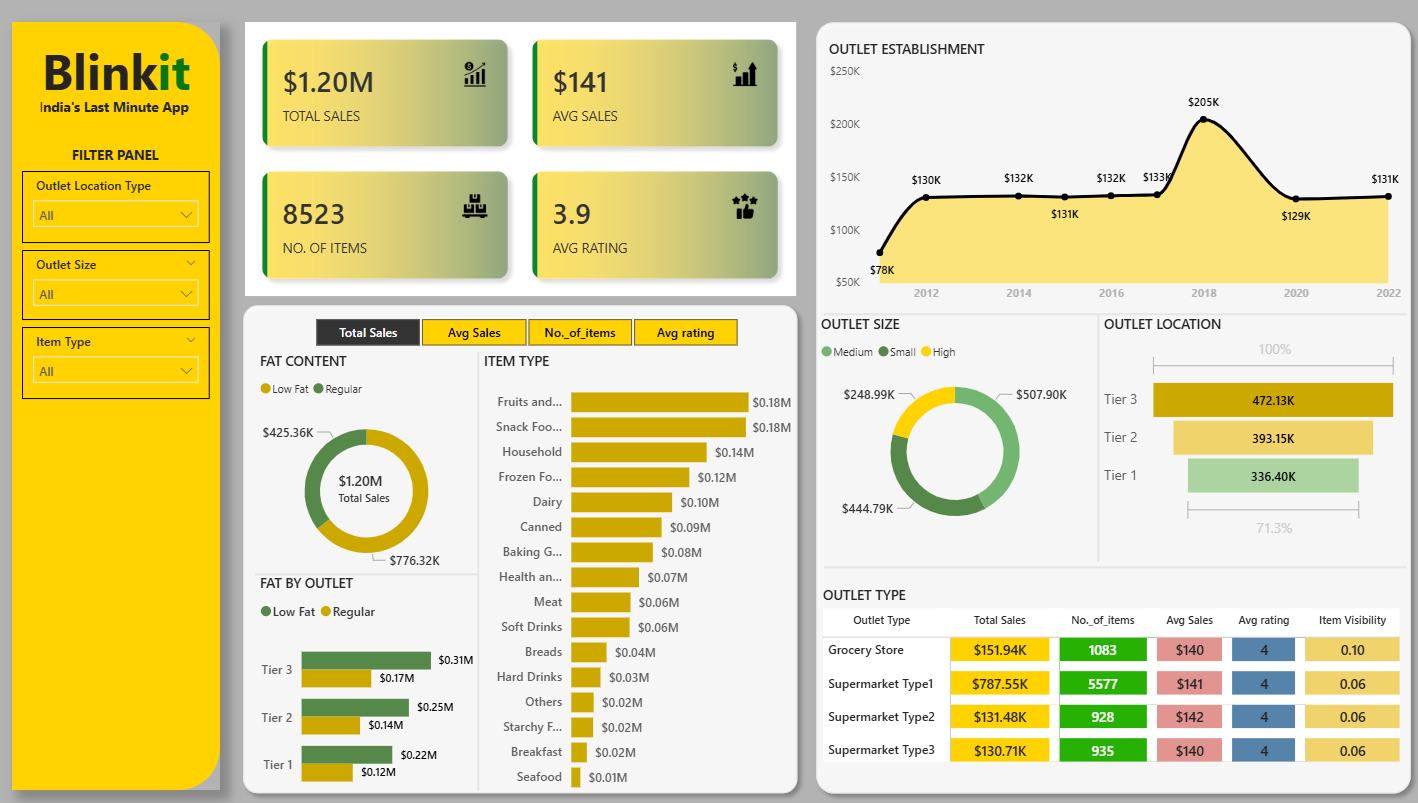 Blinkit
India's Last Minute App
FILTER PANEL
Outlet Location Type
All
Outlet Size
All
Item Type
All
$1.20M
TOTAL SALES
$141
AVG SALES
8523
NO. OF ITEMS
3.9
AVG RATING
Total Sales
Avg Sales
No._of_items
Avg rating
FAT CONTENT
Low Fat
Regular
$425.36K
$1.20M
Total Sales
$776.32K
FAT BY OUTLET
Low Fat
Regular
Tier 3
$0.31M
$0.17M
Tier 2
$0.25M
$0.14M
Tier 1
$0.22M
$0.12M
ITEM TYPE
Fruits and... $0.18M
Snack Foo... $0.18M
Household $0.14M
Frozen Fo... $0.12M
Dairy $0.10M
Canned $0.09M
Baking G... $0.08M
Health an... $0.07M
Meat $0.06M
Soft Drinks $0.06M
Breads $0.04M
Hard Drinks $0.03M
Others $0.02M
Starchy F... $0.02M
Breakfast $0.02M
Seafood $0.01M
OUTLET ESTABLISHMENT
$250K
$200K
$150K
$100K
$50K
$78K
$130K
$132K
$131K
$132K
$133K
$205K
$129K
$131K
2012 2014 2016 2018 2020 2022
OUTLET SIZE
Medium
Small
High
$248.99K
$507.90K
$444.79K
OUTLET LOCATION
100%
Tier 3 472.13K
Tier 2 393.15K
Tier 1 336.40K
71.3%
OUTLET TYPE
Outlet Type Total Sales No._of_items Avg Sales Avg rating Item Visibility
Grocery Store $151.94K 1083 $140 4 0.10
Supermarket Type1 $787.55K 5577 $141 4 0.06
Supermarket Type2 $131.48K 928 $142 4 0.06
Supermarket Type3 $130.71K 935 $140 4 0.06